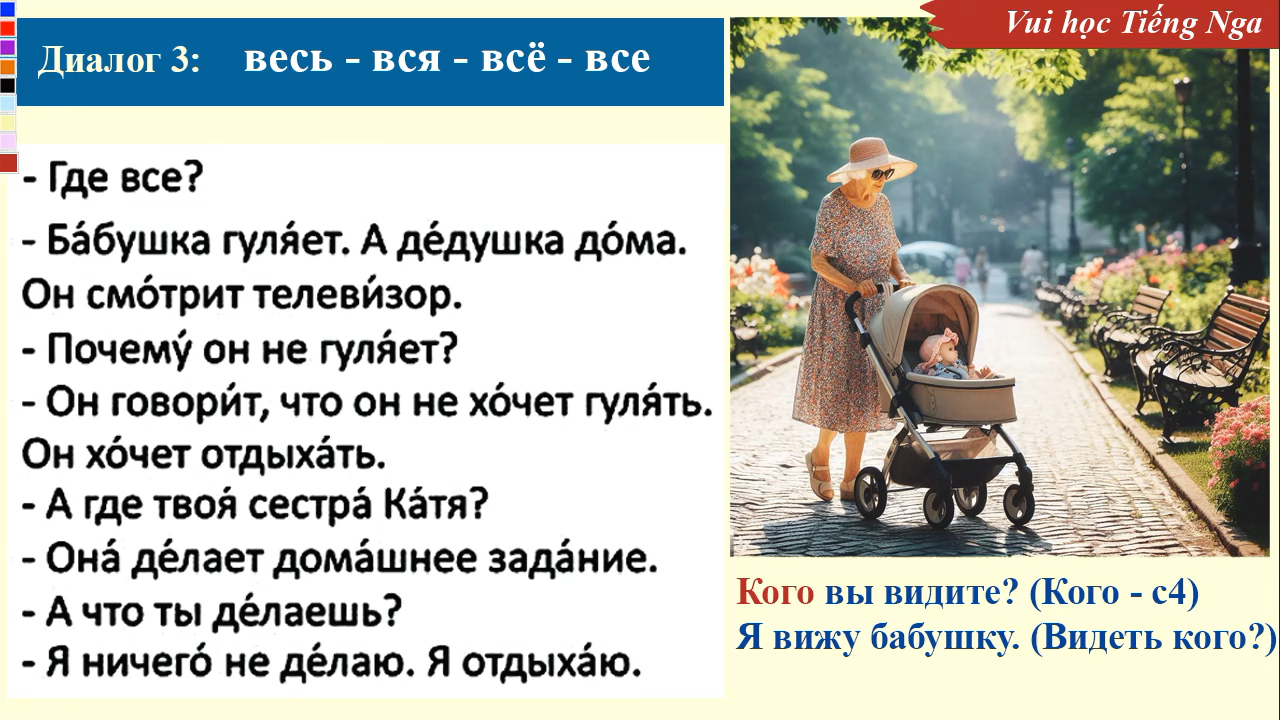 Vui học Tiếng Nga
Диалог 3: весь - вся - всё - все
- Где все?
- Ба́бушка гуля́ет. А де́душка до́ма.
Он смо́трит телеви́зор.
- Почему́ он не гуля́ет?
- Он говори́т, что он не хо́чет гуля́ть.
Он хо́чет отдыха́ть.
- А где твоя́ сестра́ Ка́тя?
- Она́ де́лает дома́шнее зада́ние.
- А что ты де́лаешь?
- Я ничего́ не де́лаю. Я отдыха́ю.
Кого вы видите? (Кого - с4)
Я вижу бабушку. (Видеть кого?)